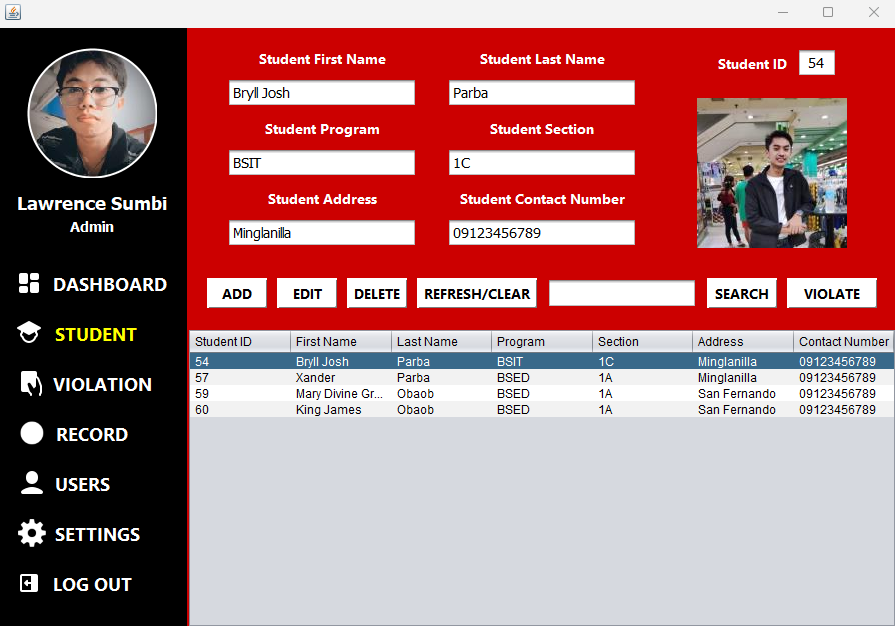 Lawrence Sumbi
Admin
DASHBOARD
STUDENT
VIOLATION
RECORD
USERS
SETTINGS
LOG OUT
Student First Name Student Last Name Student ID 54
Bryll Josh Parba
Student Program Student Section
BSIT 1C
Student Address Student Contact Number
Minglanilla 09123456789
ADD EDIT DELETE REFRESH/CLEAR SEARCH VIOLATE
Student ID First Name Last Name Program Section Address Contact Number
54 Bryll Josh Parba BSIT 1C Minglanilla 09123456789
57 Xander Parba BSED 1A Minglanilla 09123456789
59 Mary Divine Gr... Obaob BSED 1A San Fernando 09123456789
60 King James Obaob BSED 1A San Fernando 09123456789